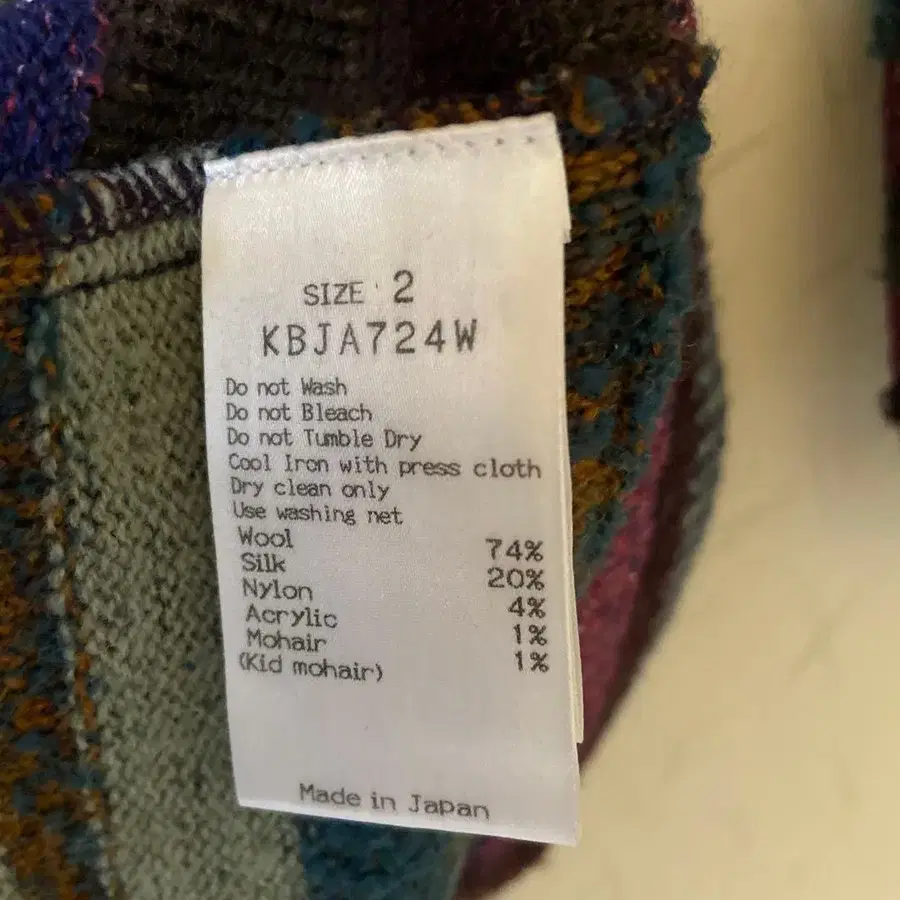 SIZE 2
KBJA724W
Do not Wash
Do not Bleach
Do not Tumble Dry
Cool Iron with press cloth
Dry clean only
Use washing net
Wool 74%
Silk 20%
Nylon 4%
Acrylic 1%
Mohair 1%
(Kid mohair)
Made in Japan